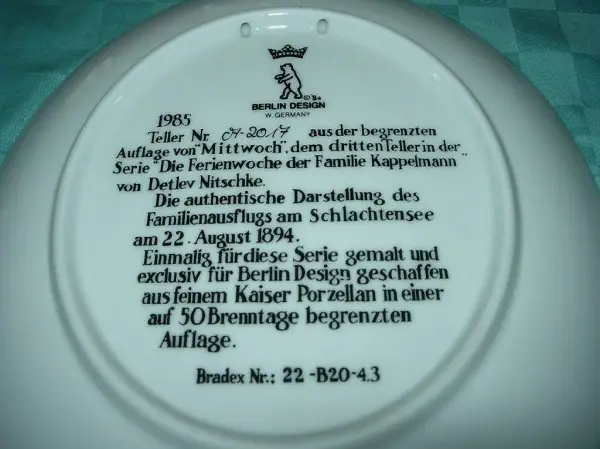 © '84
BERLIN DESIGN
W. GERMANY
1985
Teller Nr. 07-2017 aus der begrenzten
Auflage von "Mittwoch", dem dritten Teller in der
Serie "Die Ferienwoche der Familie Kappelmann"
von Detlev Nitschke.
Die authentische Darstellung des
Familienausflugs am Schlachtensee
am 22. August 1894.
Einmalig für diese Serie gemalt und
exclusiv für Berlin Design geschaffen
aus feinem Kaiser Porzellan in einer
auf 50 Brenntage begrenzten
Auflage.
Bradex Nr.: 22-B20-4.3